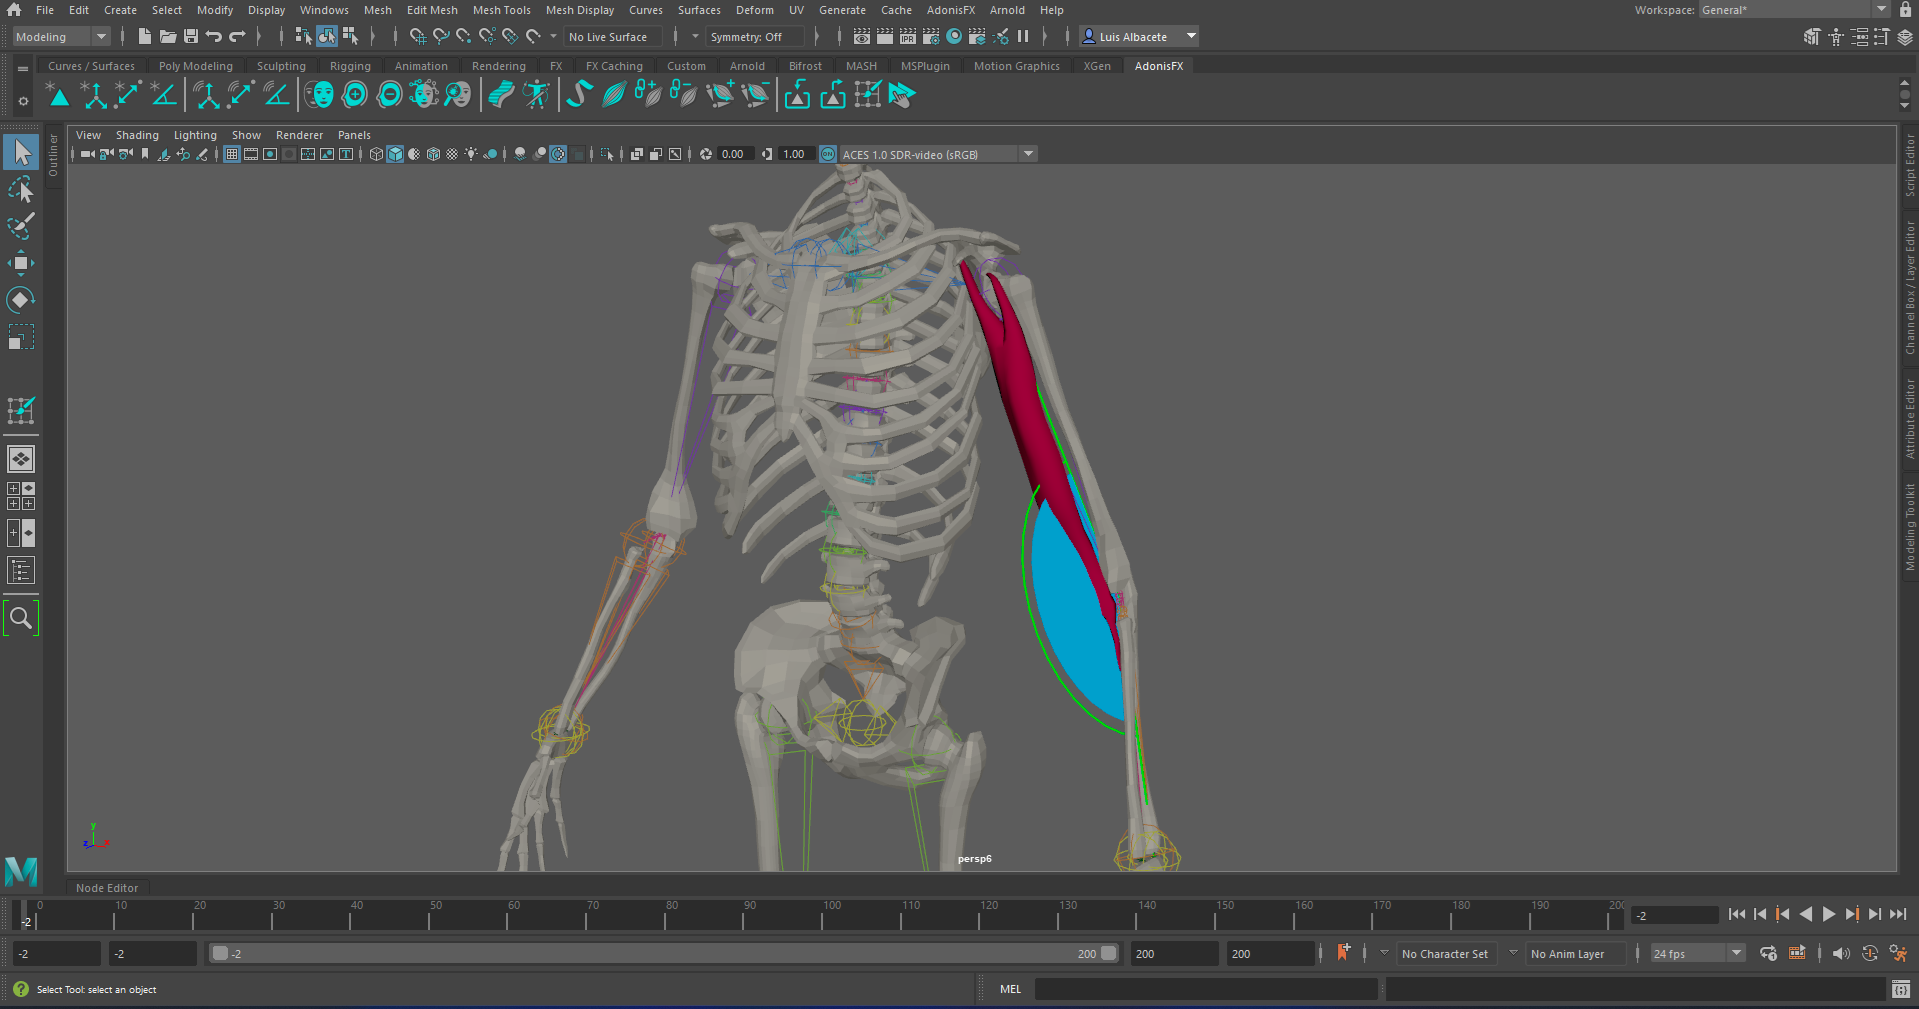 File Edit Create Select Modify Display Windows Mesh Edit Mesh Mesh Tools Mesh Display Curves Surfaces Deform UV Generate Cache AdonisFX Arnold Help Workspace: General*
Modeling No Live Surface Symmetry: Off IPR Luis Albacete
Curves / Surfaces Poly Modeling Sculpting Rigging Animation Rendering FX FX Caching Custom Arnold Bifrost MASH MSPlugin Motion Graphics XGen AdonisFX
View Shading Lighting Show Renderer Panels
0.00 1.00 ON ACES 1.0 SDR-video (sRGB)
Outliner
Script Editor
Channel Box / Layer Editor
Attribute Editor
Modeling Toolkit
y
z x
persp6
Node Editor
0 10 20 30 40 50 60 70 80 90 100 110 120 130 140 150 160 170 180 190 200
-2 -2
-2 -2 -2 200 200 200 No Character Set No Anim Layer 24 fps
Select Tool: select an object MEL